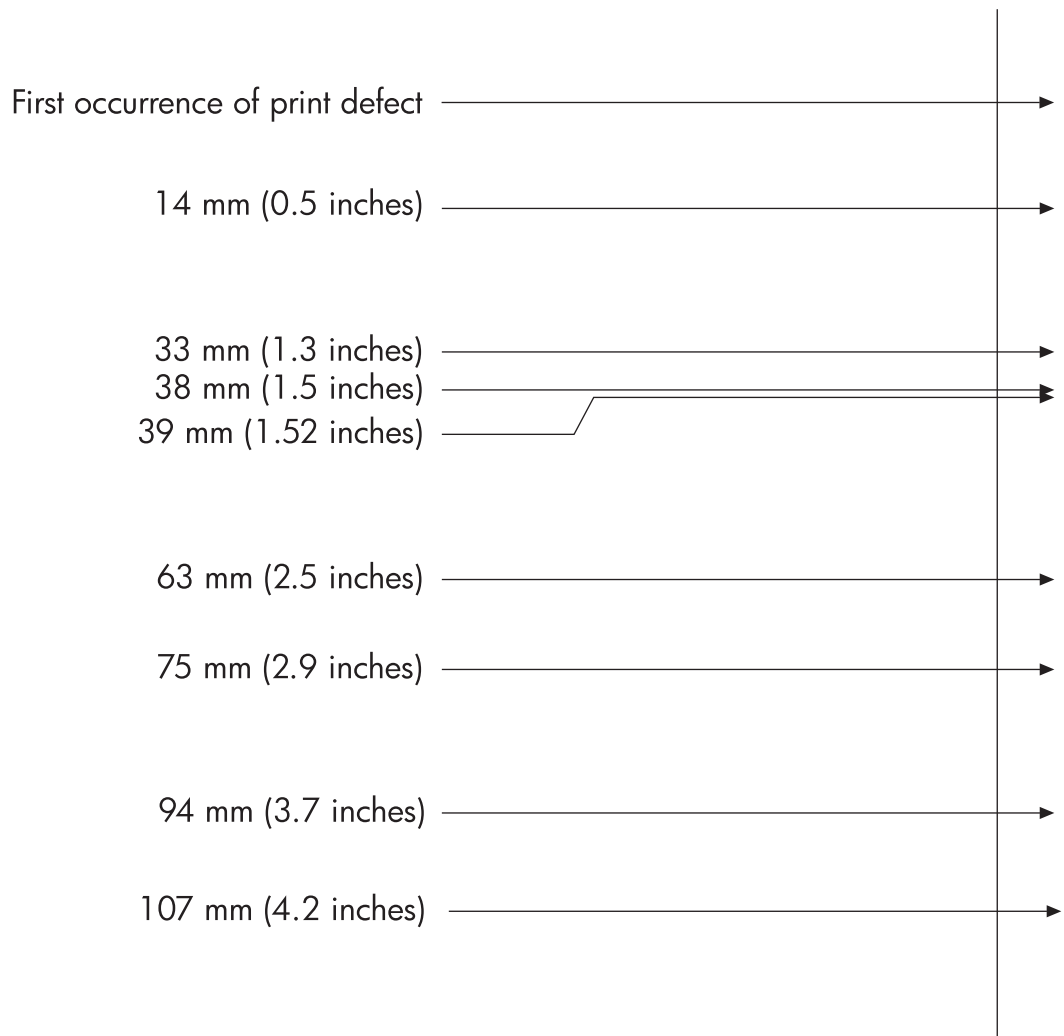 First occurrence of print defect
14 mm (0.5 inches)
33 mm (1.3 inches)
38 mm (1.5 inches)
39 mm (1.52 inches)
63 mm (2.5 inches)
75 mm (2.9 inches)
94 mm (3.7 inches)
107 mm (4.2 inches)